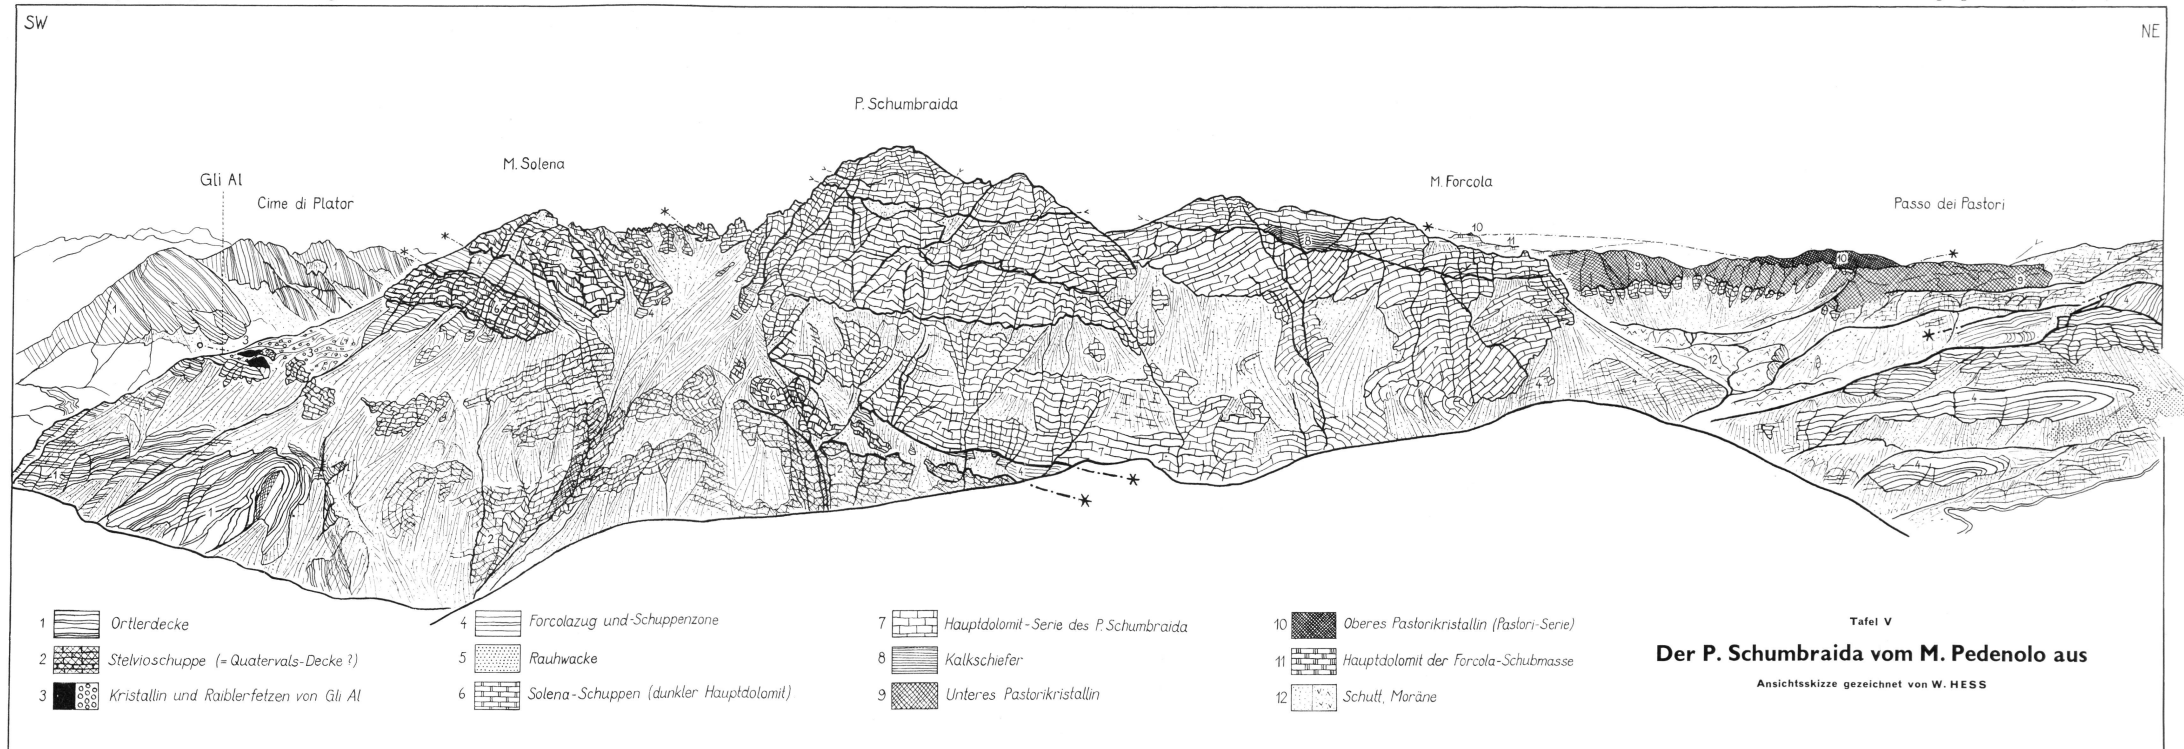 SW
NE
P. Schumbraida
M. Solena
M. Forcola
Gli Al
Cime di Plator
Passo dei Pastori
1 Ortlerdecke
2 Stelvioschuppe (= Quatervals-Decke ?)
3 Kristallin und Raiblerfetzen von Gli Al
4 Forcolazug und -Schuppenzone
5 Rauhwacke
6 Solena-Schuppen (dunkler Hauptdolomit)
7 Hauptdolomit-Serie des P. Schumbraida
8 Kalkschiefer
9 Unteres Pastorikristallin
10 Oberes Pastorikristallin (Pastori-Serie)
11 Hauptdolomit der Forcola-Schubmasse
12 Schutt, Moräne
Tafel V
Der P. Schumbraida vom M. Pedenolo aus
Ansichtsskizze gezeichnet von W. HESS